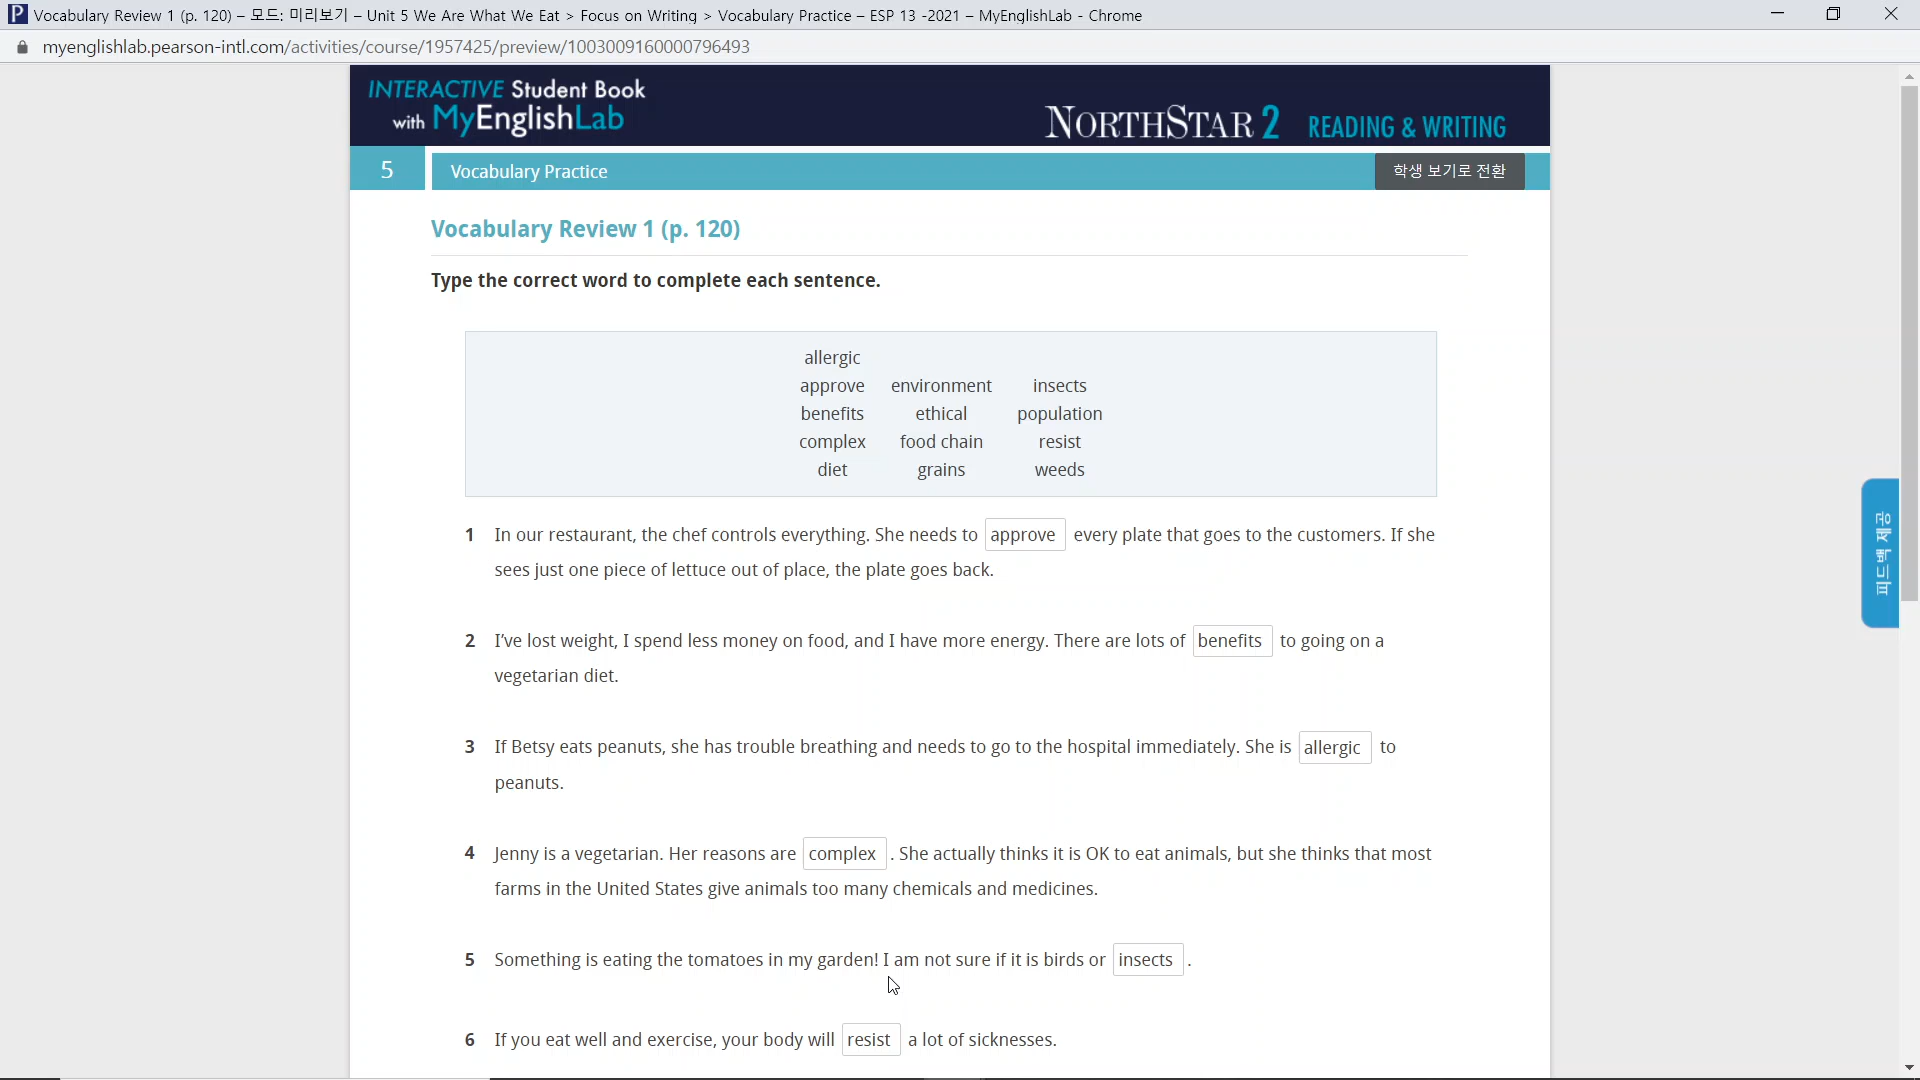 Vocabulary Review 1 (p. 120) – 모드: 미리보기 – Unit 5 We Are What We Eat > Focus on Writing > Vocabulary Practice – ESP 13 -2021 – MyEnglishLab - Chrome
myenglishlab.pearson-intl.com/activities/course/1957425/preview/1003009160000796493
INTERACTIVE Student Book
with MyEnglishLab
NORTHSTAR 2 READING & WRITING
5 Vocabulary Practice 학생 보기로 전환
Vocabulary Review 1 (p. 120)
Type the correct word to complete each sentence.
allergic
approve environment insects
benefits ethical population
complex food chain resist
diet grains weeds
1 In our restaurant, the chef controls everything. She needs to approve every plate that goes to the customers. If she
sees just one piece of lettuce out of place, the plate goes back.
2 I've lost weight, I spend less money on food, and I have more energy. There are lots of benefits to going on a
vegetarian diet.
3 If Betsy eats peanuts, she has trouble breathing and needs to go to the hospital immediately. She is allergic to
peanuts.
4 Jenny is a vegetarian. Her reasons are complex . She actually thinks it is OK to eat animals, but she thinks that most
farms in the United States give animals too many chemicals and medicines.
5 Something is eating the tomatoes in my garden! I am not sure if it is birds or insects .
6 If you eat well and exercise, your body will resist a lot of sicknesses.
피드백 제공